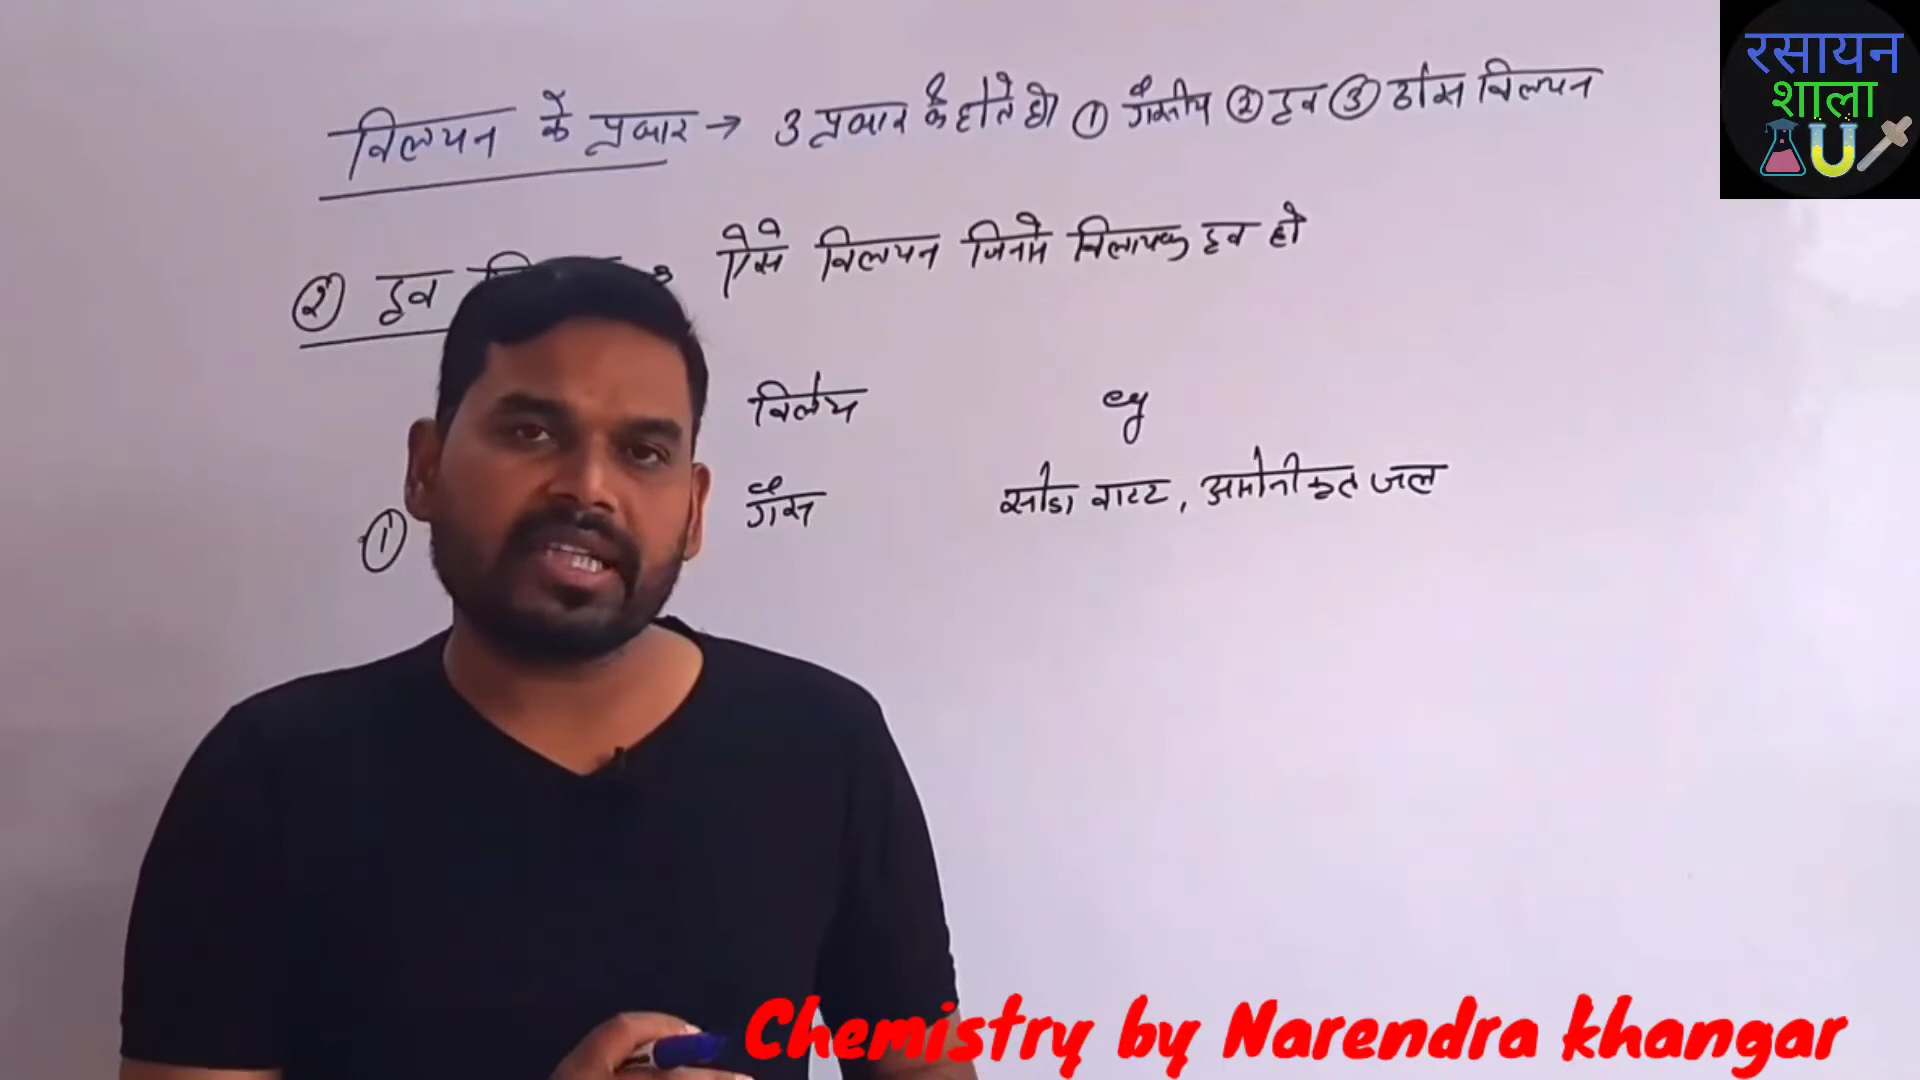 रसायन
शाला
विलयन के प्रकार → 3 प्रकार के होते है। ① गैसीय ② द्रव ③ ठोस विलयन
② द्रव ऐसे विलयन जिनमे विलायक द्रव हो
विलेय eg
① गैस सोडा वाटर, अमोनीकृत जल
Chemistry by Narendra khangar